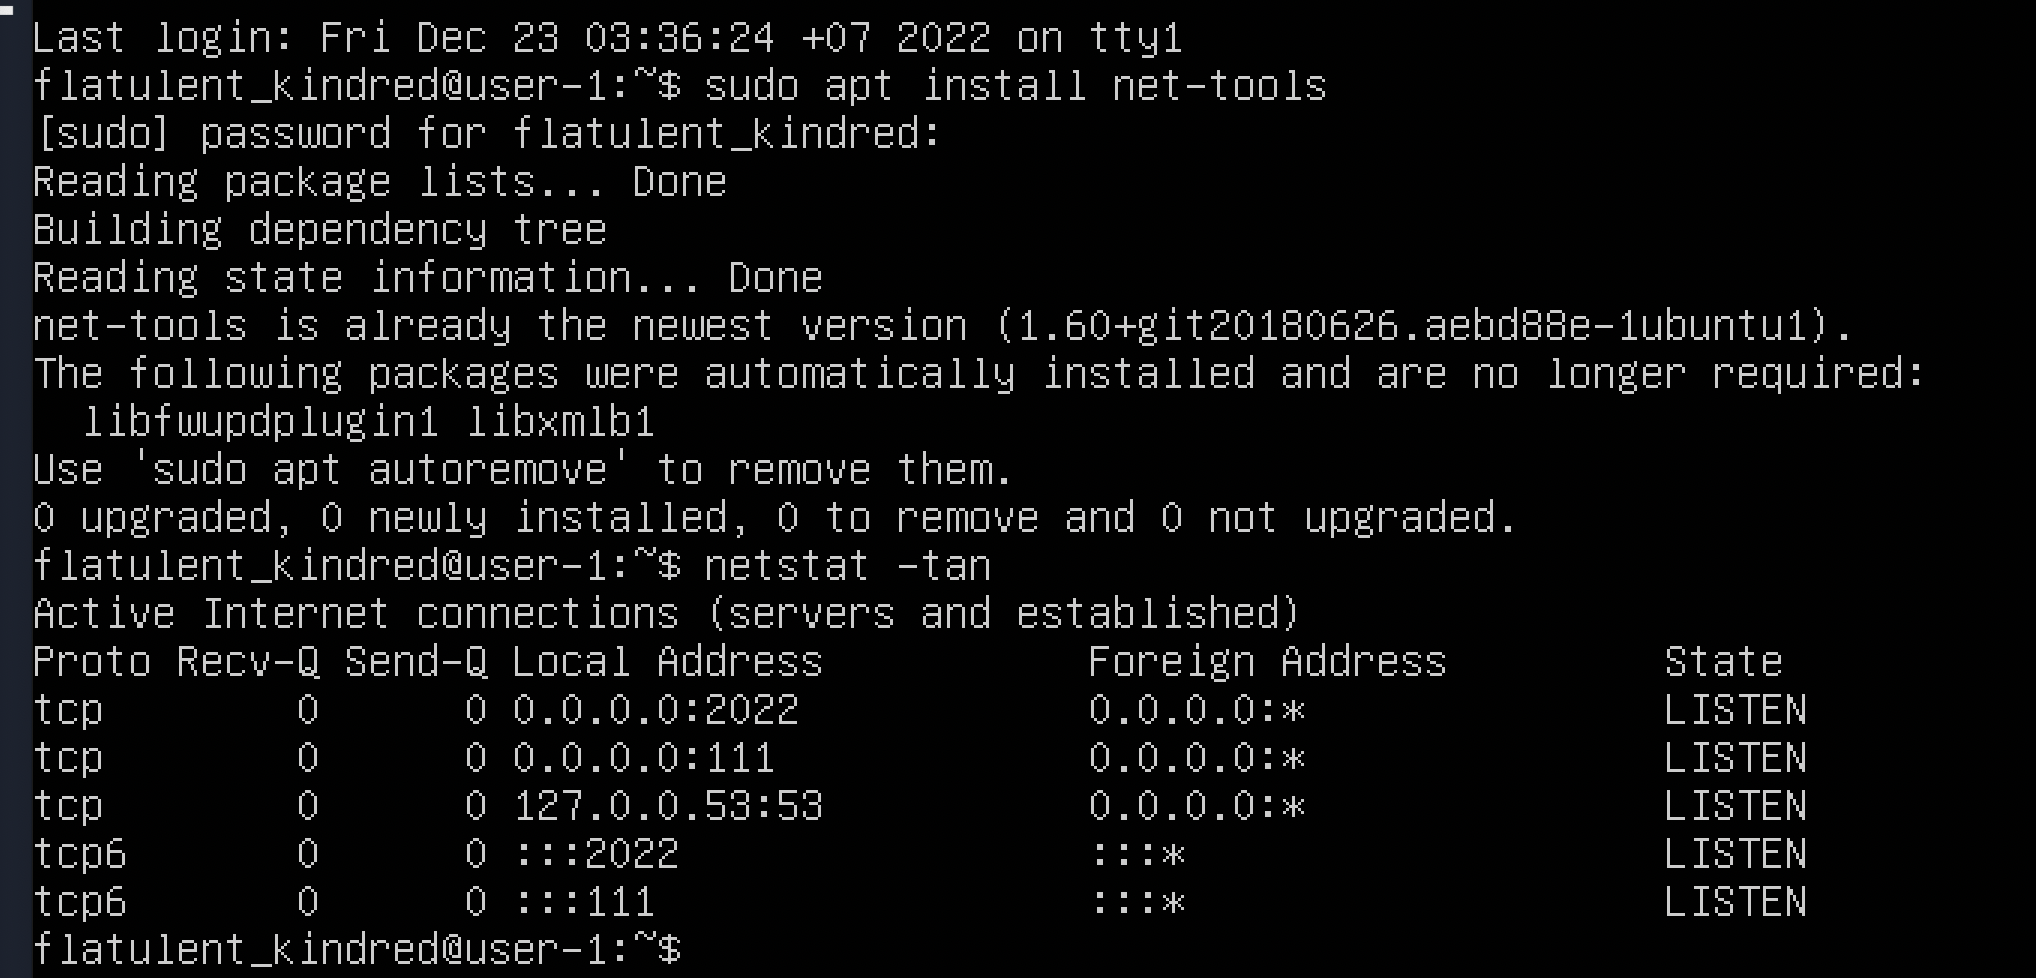 Last login: Fri Dec 23 03:36:24 +07 2022 on tty1
flatulent_kindred@user-1:~$ sudo apt install net-tools
[sudo] password for flatulent_kindred:
Reading package lists... Done
Building dependency tree
Reading state information... Done
net-tools is already the newest version (1.60+git20180626.aebd88e-1ubuntu1).
The following packages were automatically installed and are no longer required:
  libfwupdplugin1 libxmlb1
Use 'sudo apt autoremove' to remove them.
0 upgraded, 0 newly installed, 0 to remove and 0 not upgraded.
flatulent_kindred@user-1:~$ netstat -tan
Active Internet connections (servers and established)
Proto Recv-Q Send-Q Local Address           Foreign Address         State
tcp        0      0 0.0.0.0:2022            0.0.0.0:*               LISTEN
tcp        0      0 0.0.0.0:111             0.0.0.0:*               LISTEN
tcp        0      0 127.0.0.53:53           0.0.0.0:*               LISTEN
tcp6       0      0 :::2022                 :::*                    LISTEN
tcp6       0      0 :::111                  :::*                    LISTEN
flatulent_kindred@user-1:~$